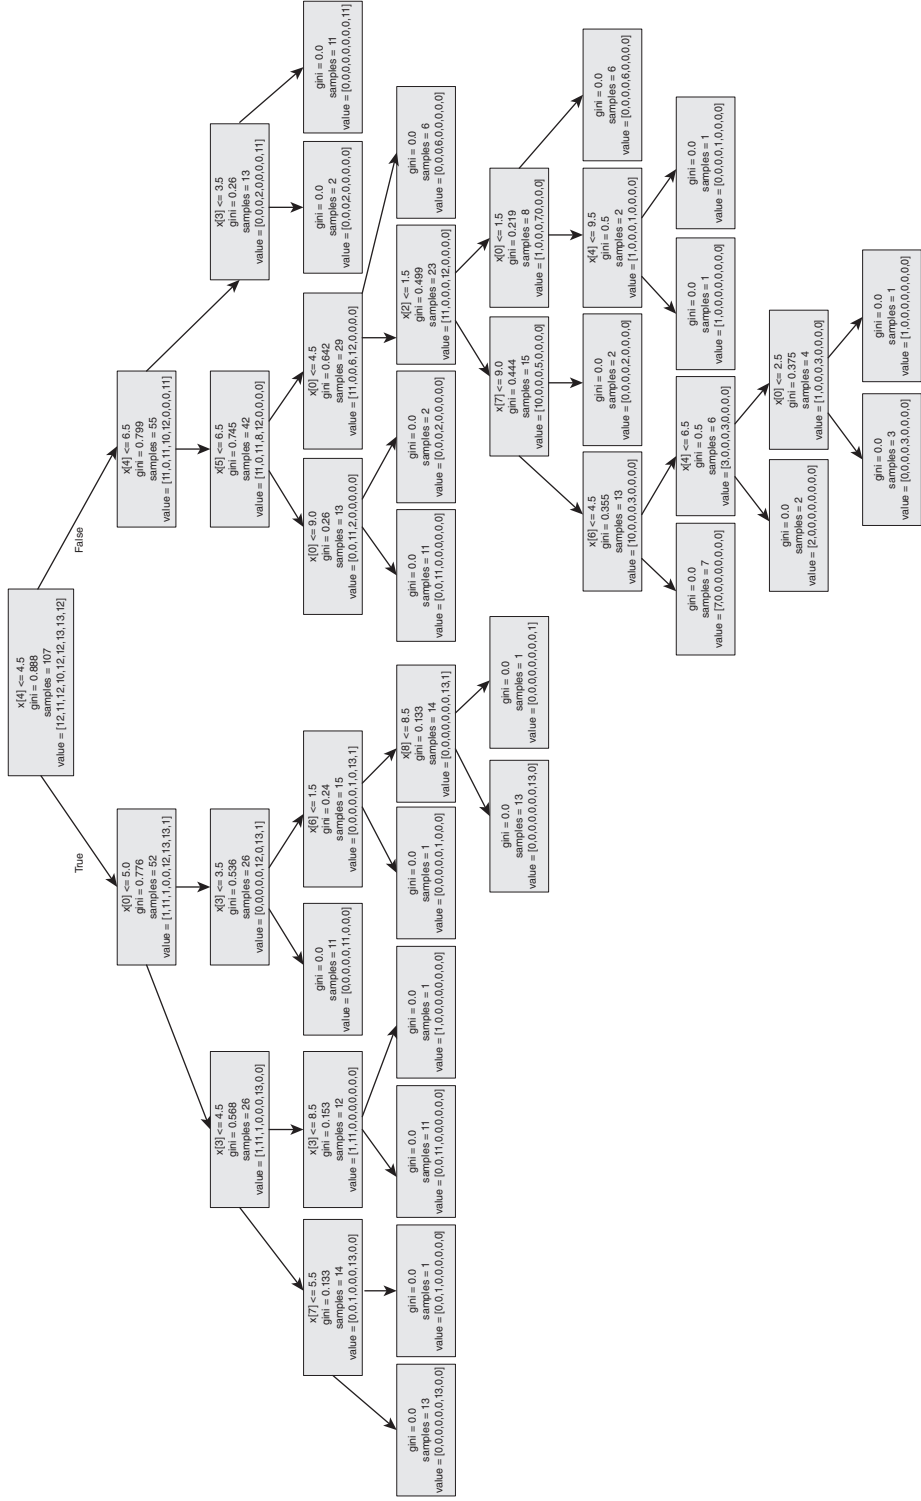 x[4] <= 4.5
gini = 0.888
samples = 107
value = [12,11,12,10,12,12,13,13,12]
True
False
x[0] <= 5.0
gini = 0.776
samples = 52
value = [1,11,1,0,0,12,13,13,1]
x[4] <= 6.5
gini = 0.799
samples = 55
value = [11,0,11,10,12,0,0,0,11]
x[3] <= 4.5
gini = 0.568
samples = 26
value = [1,11,1,0,0,0,13,0,0]
x[3] <= 3.5
gini = 0.536
samples = 26
value = [0,0,0,0,0,12,0,13,1]
x[5] <= 6.5
gini = 0.745
samples = 42
value = [11,0,11,8,12,0,0,0,0]
x[3] <= 3.5
gini = 0.26
samples = 13
value = [0,0,0,2,0,0,0,0,11]
x[7] <= 5.5
gini = 0.133
samples = 14
value = [0,0,1,0,0,0,13,0,0]
x[3] <= 8.5
gini = 0.153
samples = 12
value = [1,11,0,0,0,0,0,0,0]
gini = 0.0
samples = 11
value = [0,0,0,0,0,11,0,0,0]
x[6] <= 1.5
gini = 0.24
samples = 15
value = [0,0,0,0,0,1,0,13,1]
x[0] <= 9.0
gini = 0.26
samples = 13
value = [0,0,11,2,0,0,0,0,0]
x[0] <= 4.5
gini = 0.642
samples = 29
value = [11,0,0,6,12,0,0,0,0]
gini = 0.0
samples = 2
value = [0,0,0,2,0,0,0,0,0]
gini = 0.0
samples = 11
value = [0,0,0,0,0,0,0,0,11]
gini = 0.0
samples = 13
value = [0,0,0,0,0,0,13,0,0]
gini = 0.0
samples = 1
value = [0,0,1,0,0,0,0,0,0]
gini = 0.0
samples = 11
value = [0,0,11,0,0,0,0,0,0]
gini = 0.0
samples = 1
value = [1,0,0,0,0,0,0,0,0]
gini = 0.0
samples = 1
value = [0,0,0,0,0,1,0,0,0]
x[8] <= 8.5
gini = 0.133
samples = 14
value = [0,0,0,0,0,0,0,13,1]
gini = 0.0
samples = 11
value = [0,0,11,0,0,0,0,0,0]
gini = 0.0
samples = 2
value = [0,0,0,2,0,0,0,0,0]
x[2] <= 1.5
gini = 0.499
samples = 23
value = [11,0,0,0,12,0,0,0,0]
gini = 0.0
samples = 6
value = [0,0,0,6,0,0,0,0,0]
gini = 0.0
samples = 13
value = [0,0,0,0,0,0,0,13,0]
gini = 0.0
samples = 1
value = [0,0,0,0,0,0,0,0,1]
x[7] <= 9.0
gini = 0.444
samples = 15
value = [10,0,0,0,5,0,0,0,0]
x[0] <= 1.5
gini = 0.219
samples = 8
value = [1,0,0,0,7,0,0,0,0]
x[6] <= 4.5
gini = 0.355
samples = 13
value = [10,0,0,0,3,0,0,0,0]
gini = 0.0
samples = 2
value = [0,0,0,0,2,0,0,0,0]
x[4] <= 9.5
gini = 0.5
samples = 2
value = [1,0,0,0,1,0,0,0,0]
gini = 0.0
samples = 6
value = [0,0,0,0,6,0,0,0,0]
gini = 0.0
samples = 7
value = [7,0,0,0,0,0,0,0,0]
x[4] <= 6.5
gini = 0.5
samples = 6
value = [3,0,0,0,3,0,0,0,0]
gini = 0.0
samples = 1
value = [1,0,0,0,0,0,0,0,0]
gini = 0.0
samples = 1
value = [0,0,0,0,1,0,0,0,0]
gini = 0.0
samples = 2
value = [2,0,0,0,0,0,0,0,0]
x[0] <= 2.5
gini = 0.375
samples = 4
value = [1,0,0,0,3,0,0,0,0]
gini = 0.0
samples = 3
value = [0,0,0,0,3,0,0,0,0]
gini = 0.0
samples = 1
value = [1,0,0,0,0,0,0,0,0]